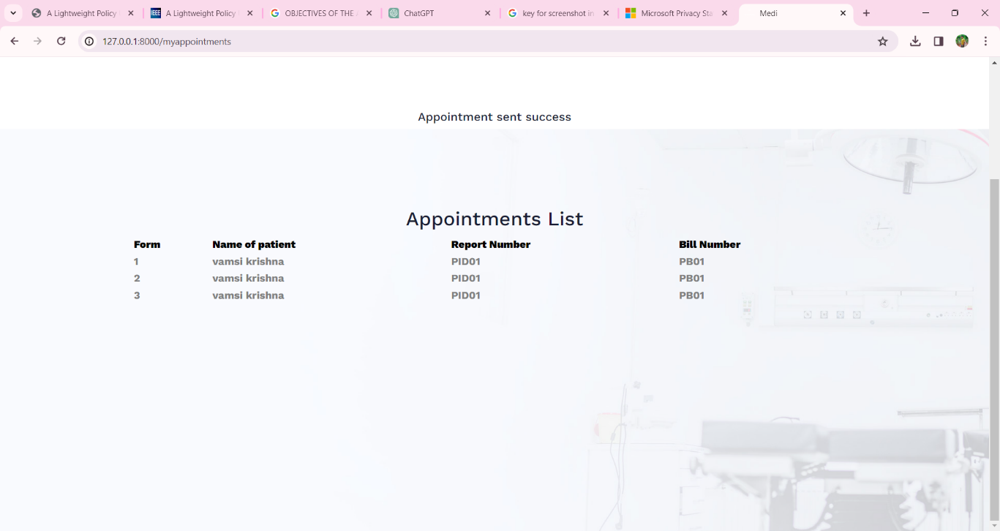 A Lightweight Policy
A Lightweight Policy
OBJECTIVES OF THE
ChatGPT
key for screenshot in
Microsoft Privacy Sta
Medi
127.0.0.1:8000/myappointments
Appointment sent success
Appointments List
Form Name of patient Report Number Bill Number
1 vamsi krishna PID01 PB01
2 vamsi krishna PID01 PB01
3 vamsi krishna PID01 PB01